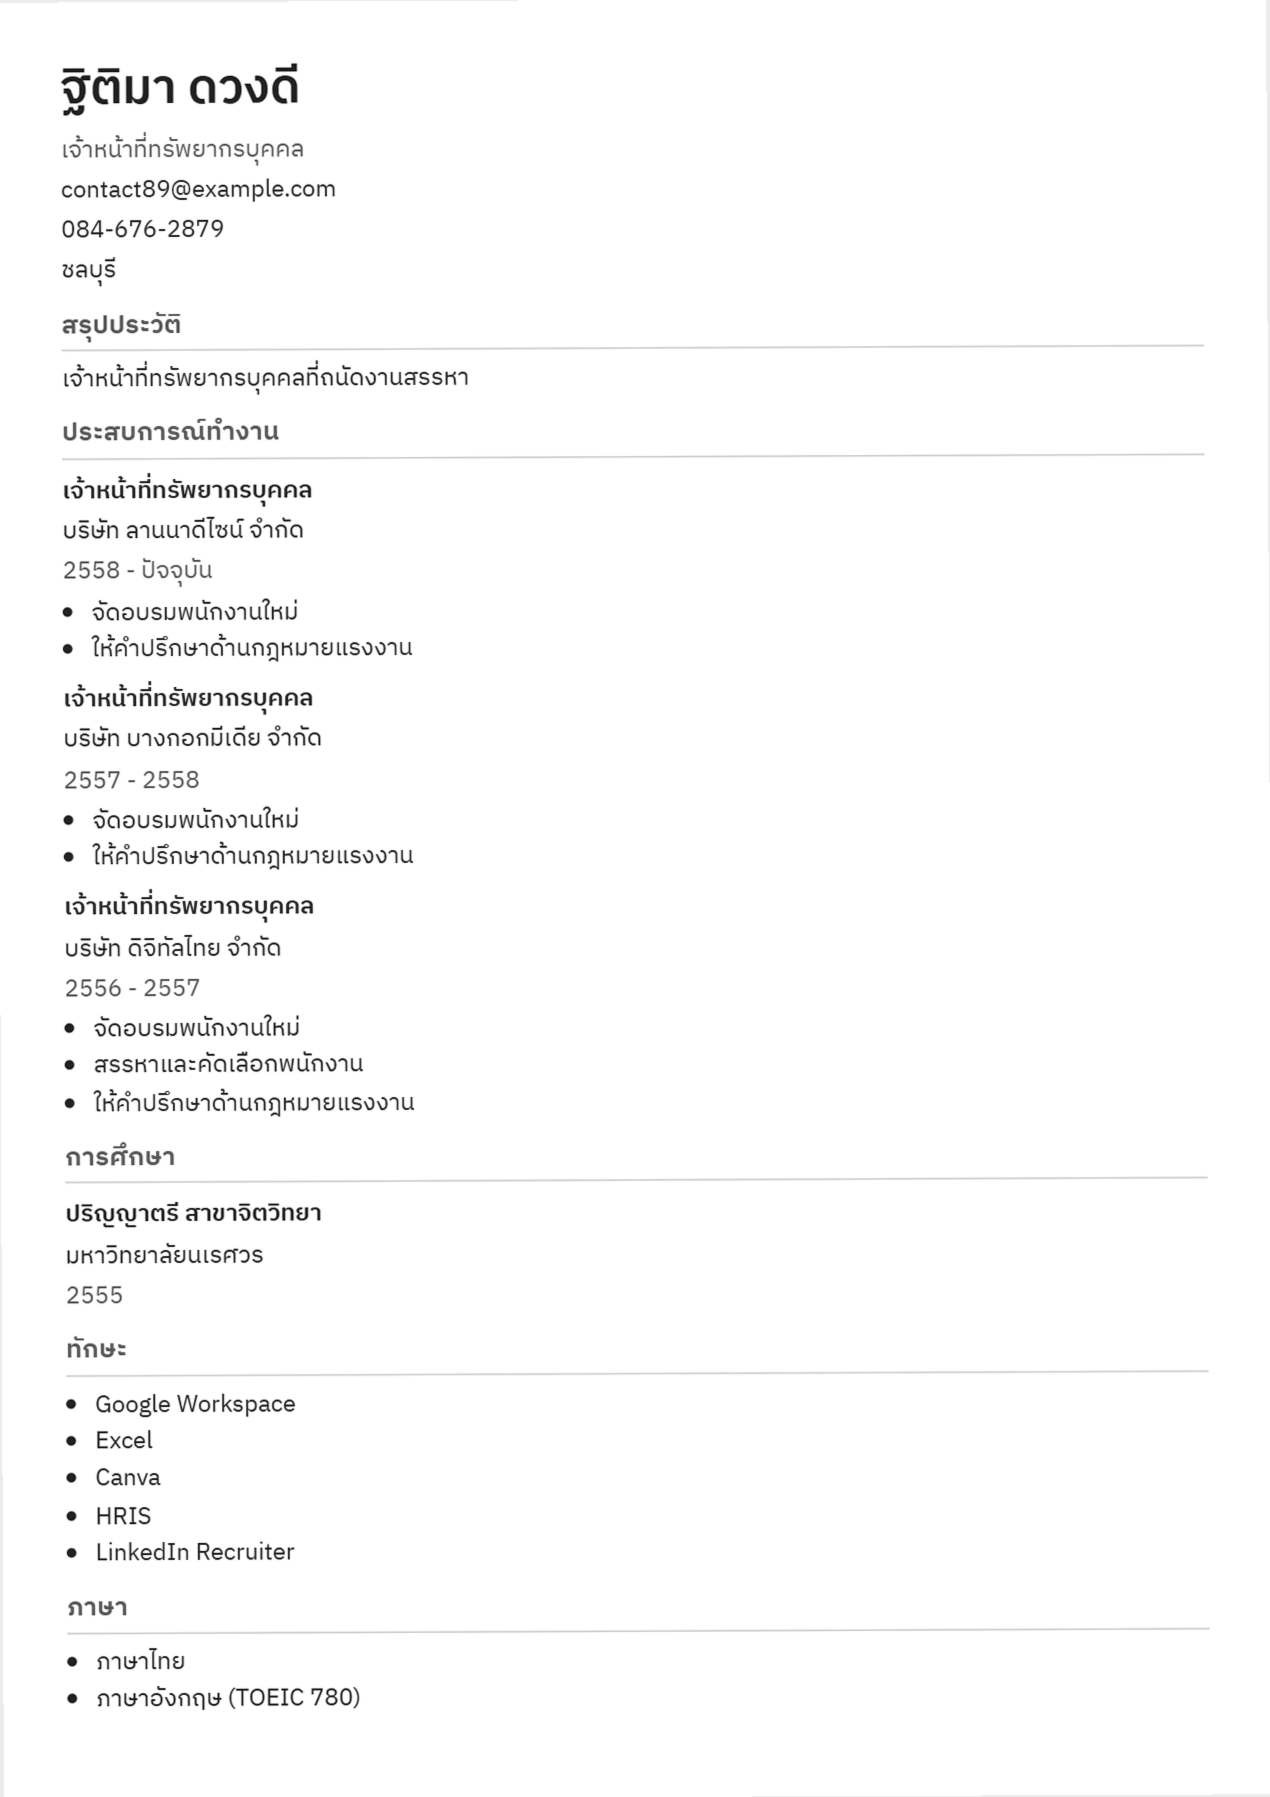 ฐิติมา ดวงดี
เจ้าหน้าที่ทรัพยากรบุคคล
contact89@example.com
084-676-2879
ชลบุรี
สรุปประวัติ
เจ้าหน้าที่ทรัพยากรบุคคลที่ถนัดงานสรรหา
ประสบการณ์ทำงาน
เจ้าหน้าที่ทรัพยากรบุคคล
บริษัท ลานนาดีไซน์ จำกัด
2558 - ปัจจุบัน
• จัดอบรมพนักงานใหม่
• ให้คำปรึกษาด้านกฎหมายแรงงาน
เจ้าหน้าที่ทรัพยากรบุคคล
บริษัท บางกอกมีเดีย จำกัด
2557 - 2558
• จัดอบรมพนักงานใหม่
• ให้คำปรึกษาด้านกฎหมายแรงงาน
เจ้าหน้าที่ทรัพยากรบุคคล
บริษัท ดิจิทัลไทย จำกัด
2556 - 2557
• จัดอบรมพนักงานใหม่
• สรรหาและคัดเลือกพนักงาน
• ให้คำปรึกษาด้านกฎหมายแรงงาน
การศึกษา
ปริญญาตรี สาขาจิตวิทยา
มหาวิทยาลัยนเรศวร
2555
ทักษะ
• Google Workspace
• Excel
• Canva
• HRIS
• LinkedIn Recruiter
ภาษา
• ภาษาไทย
• ภาษาอังกฤษ (TOEIC 780)